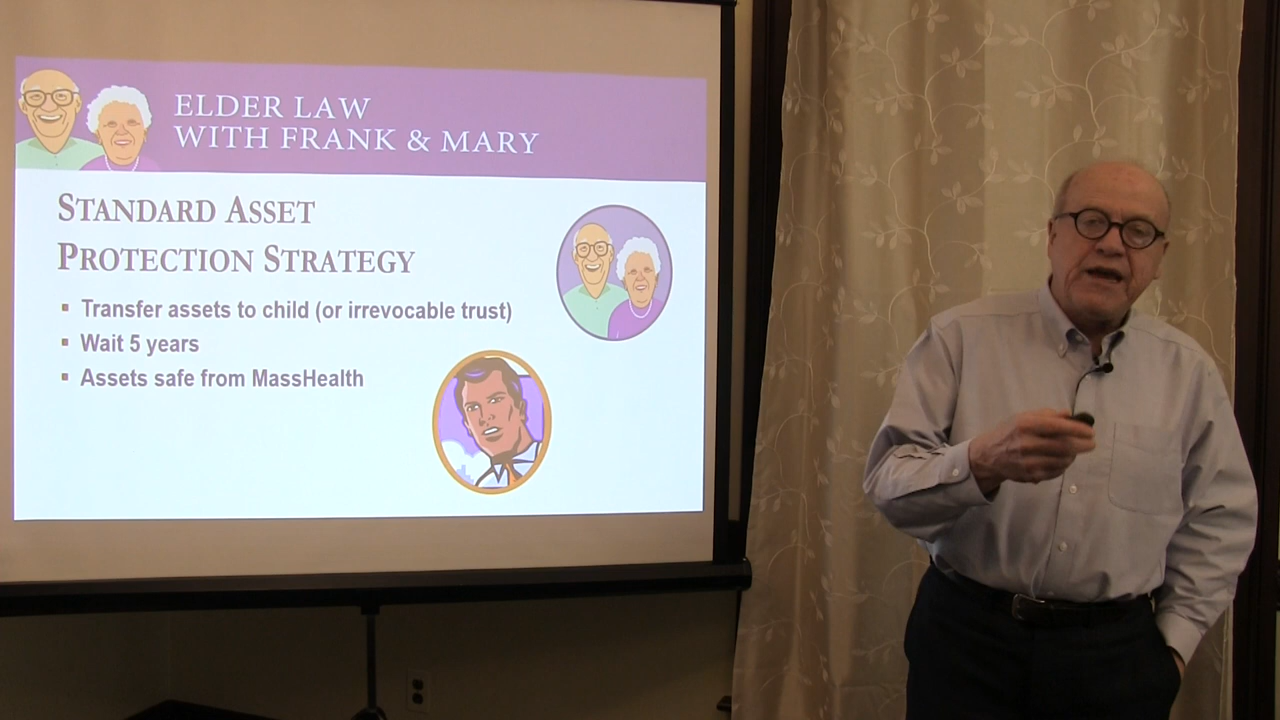 ELDER LAW
WITH FRANK & MARY
STANDARD ASSET
PROTECTION STRATEGY
▪ Transfer assets to child (or irrevocable trust)
▪ Wait 5 years
▪ Assets safe from MassHealth